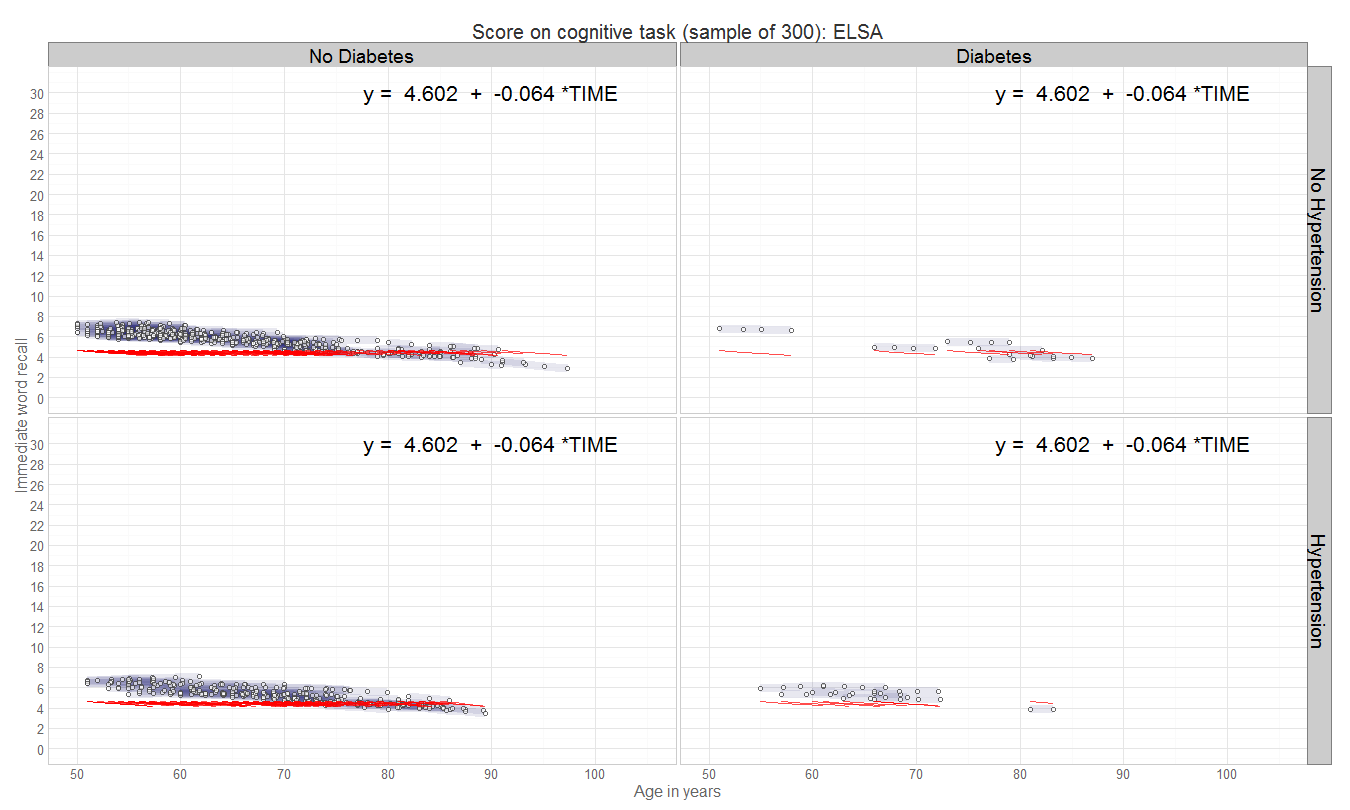 Score on cognitive task (sample of 300): ELSA
No Diabetes
Diabetes
y = 4.602 + -0.064 *TIME
y = 4.602 + -0.064 *TIME
30
28
26
24
22
20
18
16
14
12
10
8
6
4
2
0
No Hypertension
y = 4.602 + -0.064 *TIME
y = 4.602 + -0.064 *TIME
30
28
26
24
22
20
18
16
14
12
10
8
6
4
2
0
Hypertension
Immediate word recall
50 60 70 80 90 100 50 60 70 80 90 100
Age in years